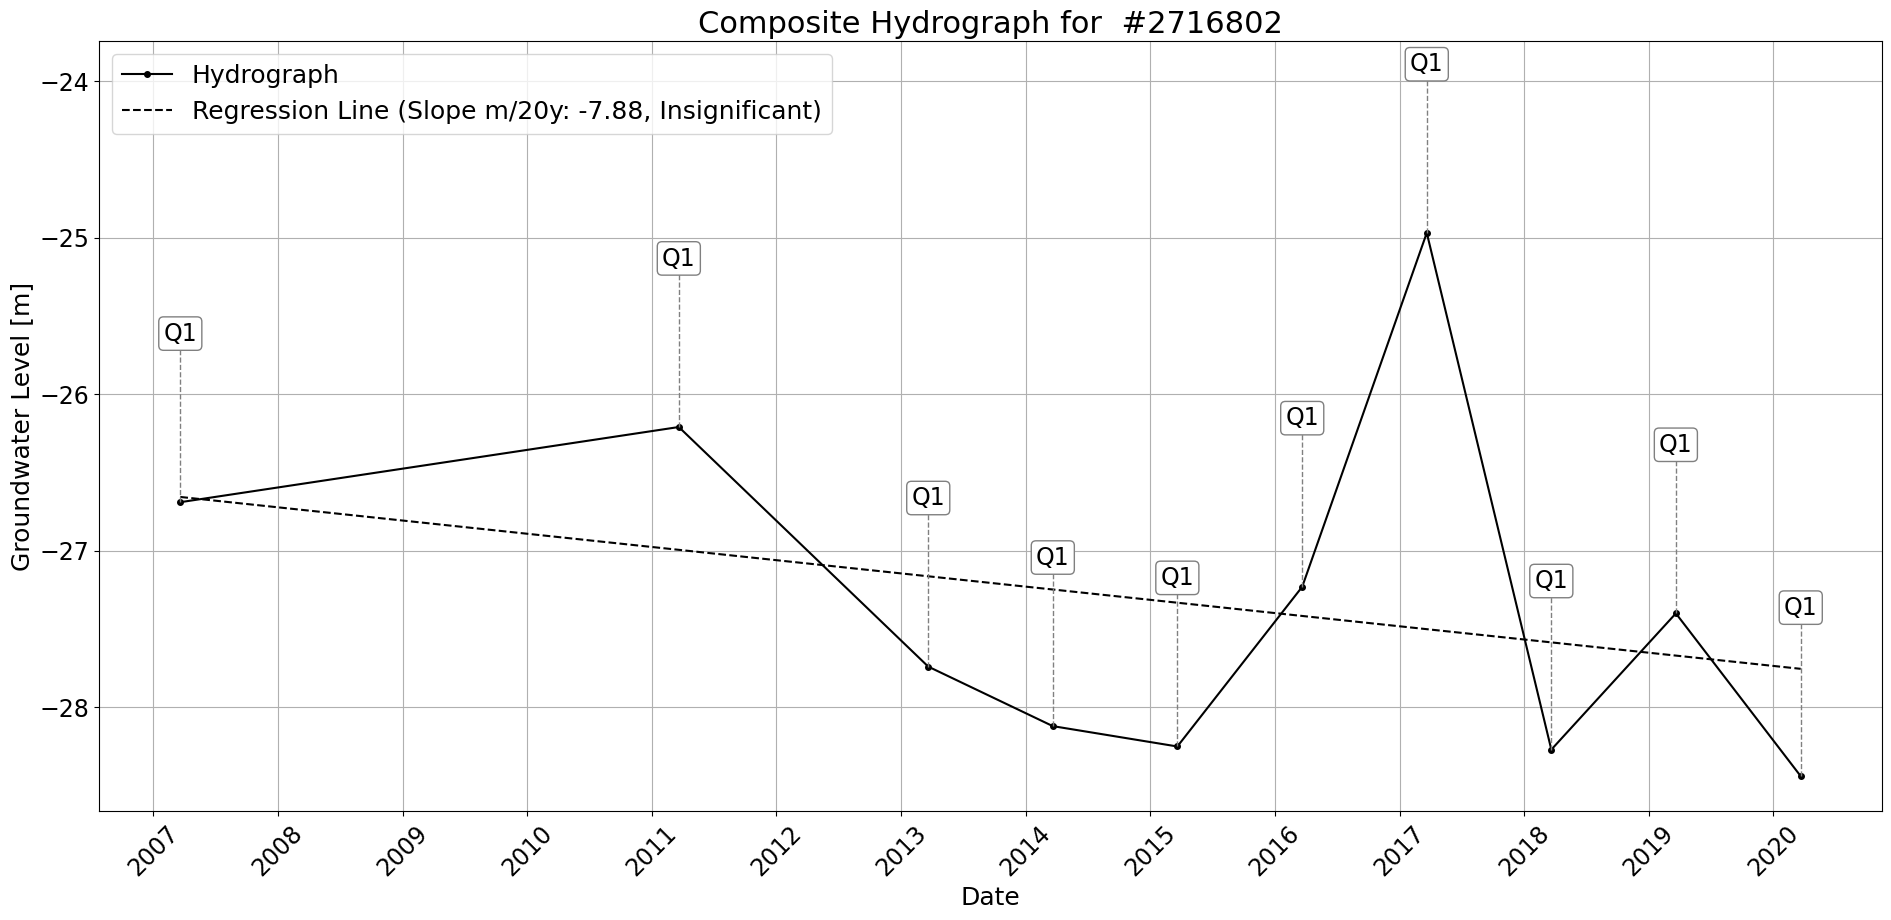 Composite Hydrograph for  #2716802
Hydrograph
Regression Line (Slope m/20y: -7.88, Insignificant)
Groundwater Level [m]
−24
−25
−26
−27
−28
Q1
Q1
Q1
Q1
Q1
Q1
Q1
Q1
Q1
Q1
2007
2008
2009
2010
2011
2012
2013
2014
2015
2016
2017
2018
2019
2020
Date